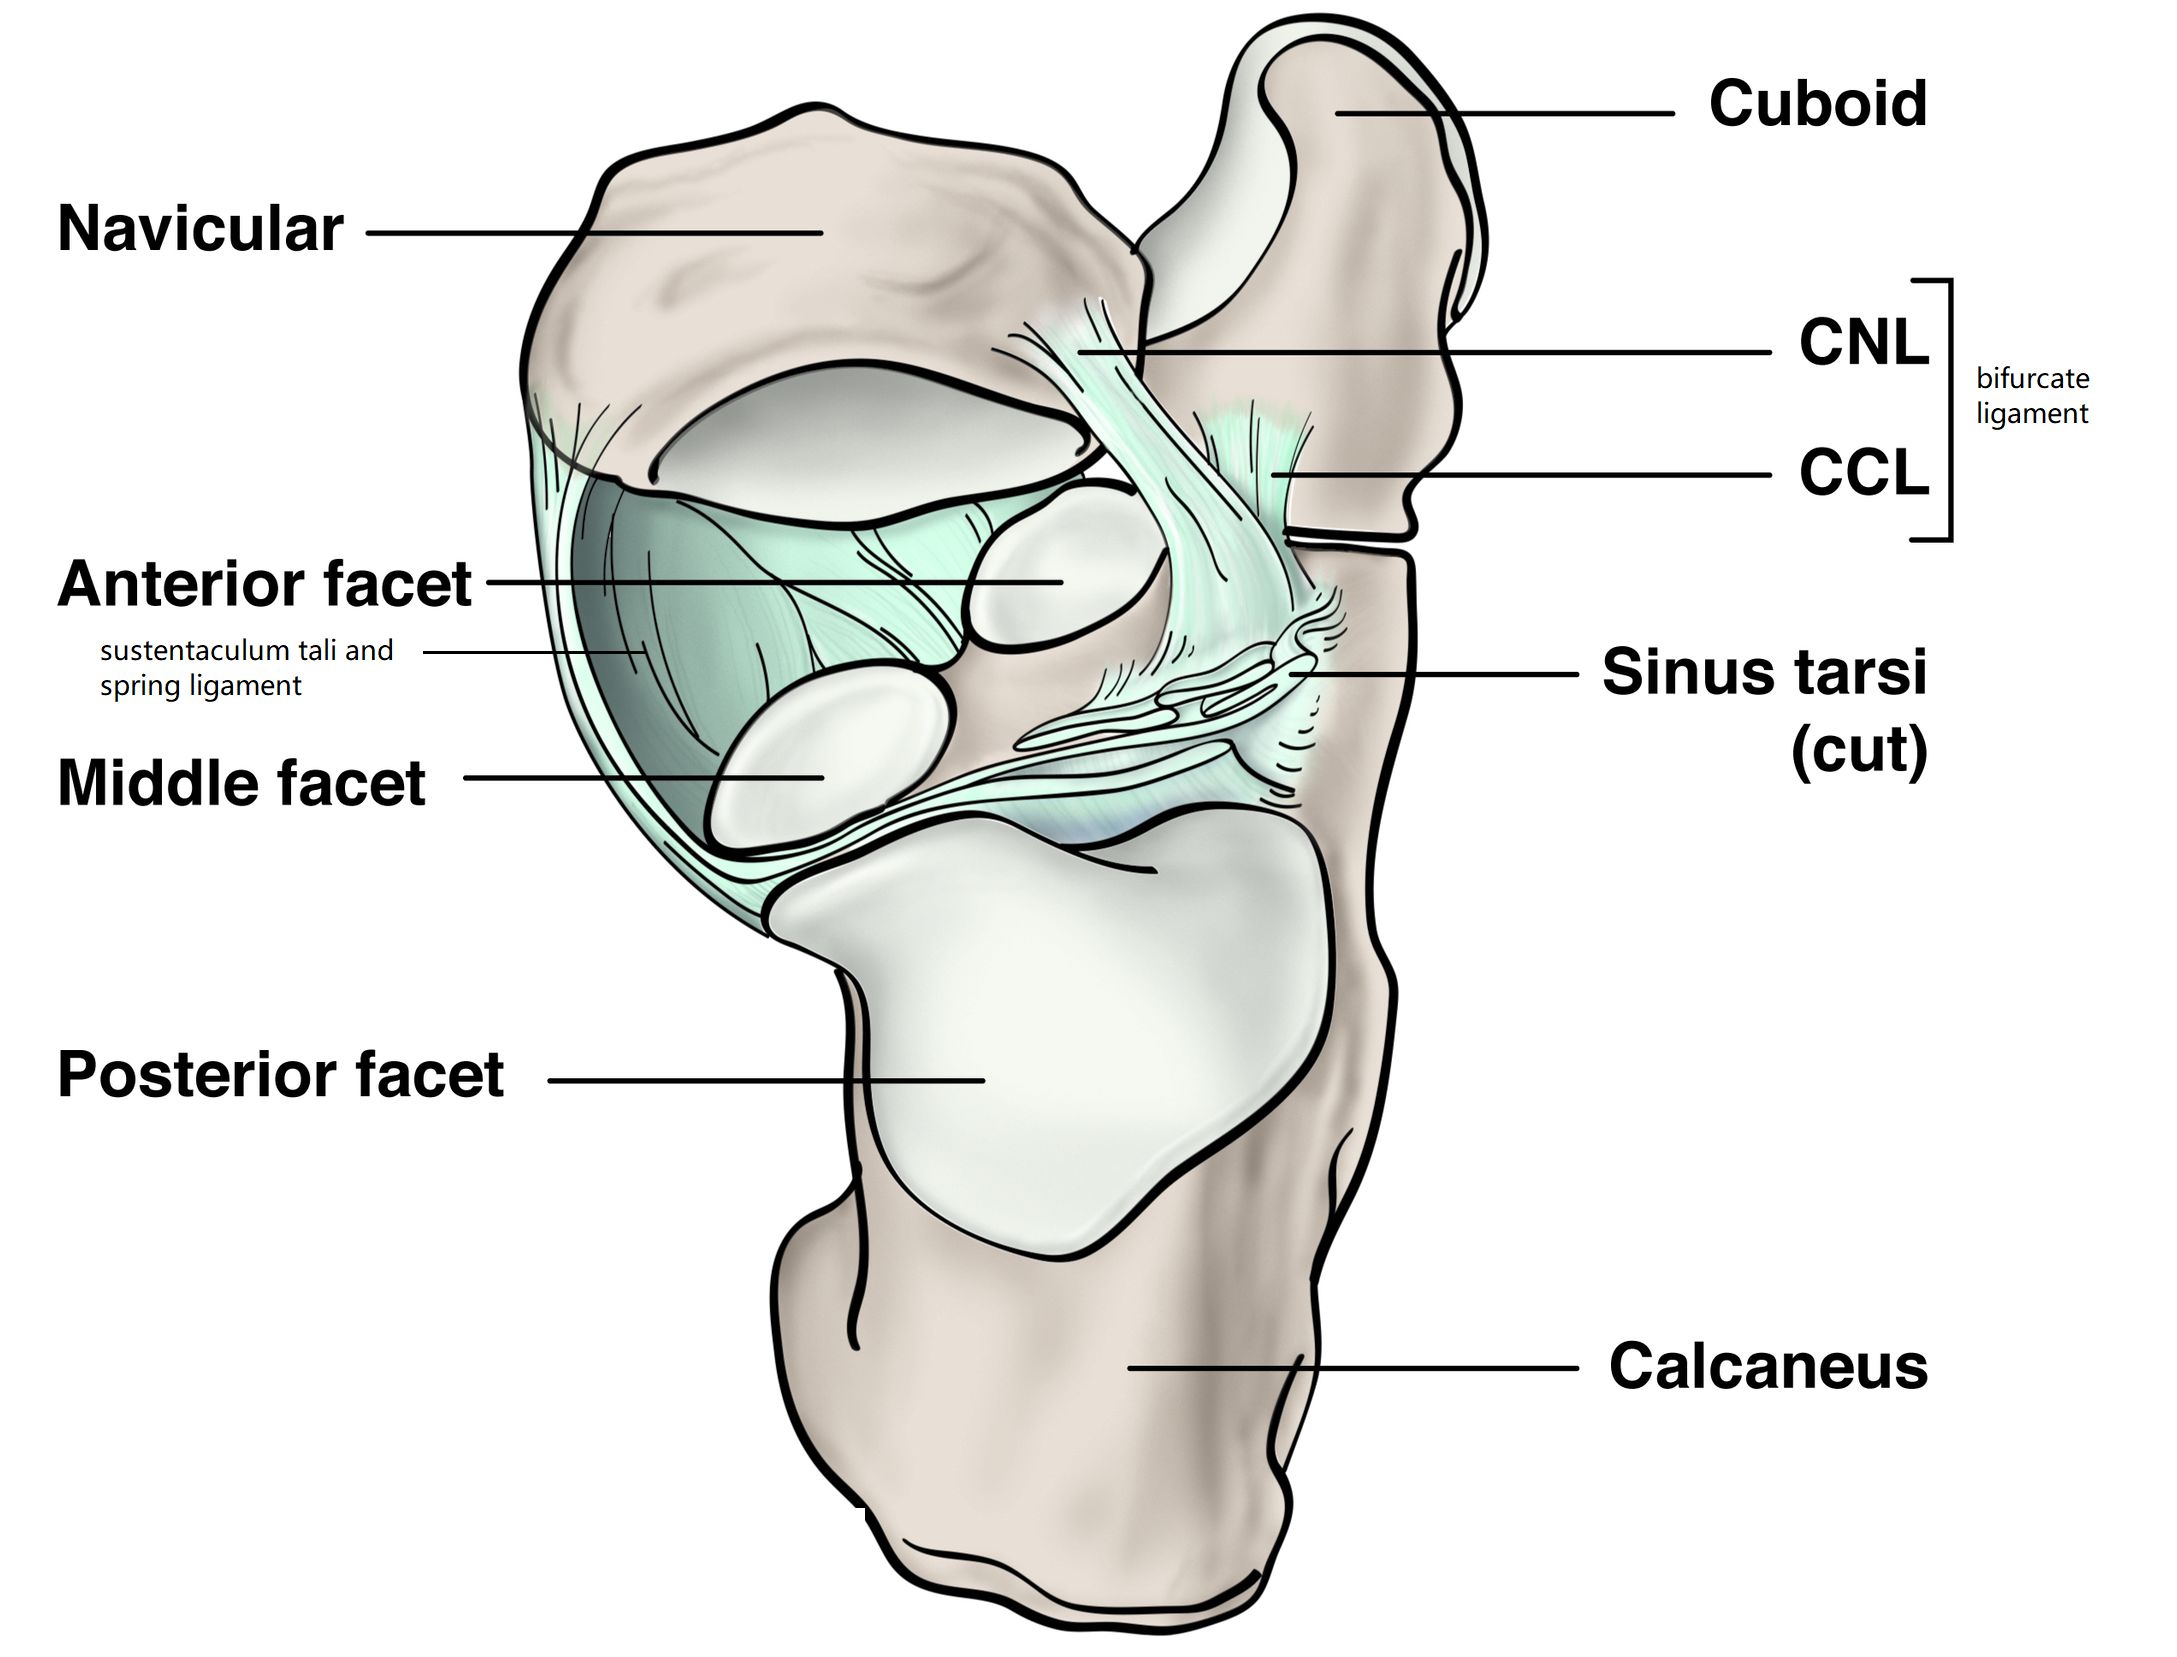 Cuboid
Navicular
CNL
bifurcate
ligament
CCL
Anterior facet
sustentaculum tali and
spring ligament
Sinus tarsi
(cut)
Middle facet
Posterior facet
Calcaneus